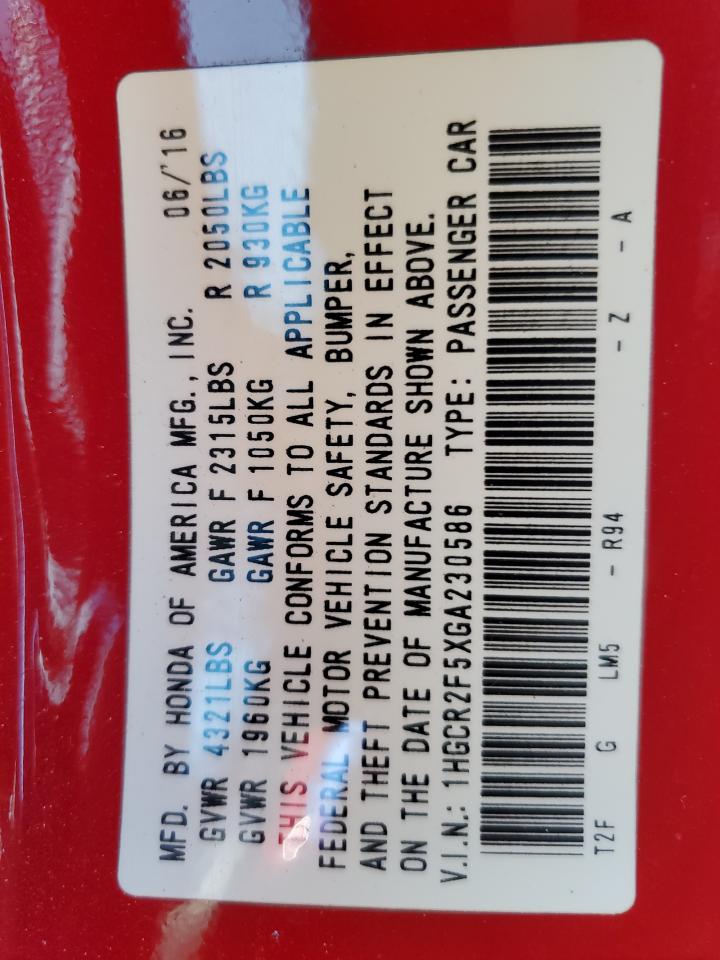 MFD. BY HONDA OF AMERICA MFG., INC. 06/'16
GVWR 4321LBS GAWR F 2315LBS R 2050LBS
GVWR 1960KG GAWR F 1050KG R 930KG
THIS VEHICLE CONFORMS TO ALL APPLICABLE
FEDERAL MOTOR VEHICLE SAFETY, BUMPER,
AND THEFT PREVENTION STANDARDS IN EFFECT
ON THE DATE OF MANUFACTURE SHOWN ABOVE.
V.I.N.: 1HGCR2F5XGA230586 TYPE: PASSENGER CAR
T2F G LM5 - R94 - Z - A